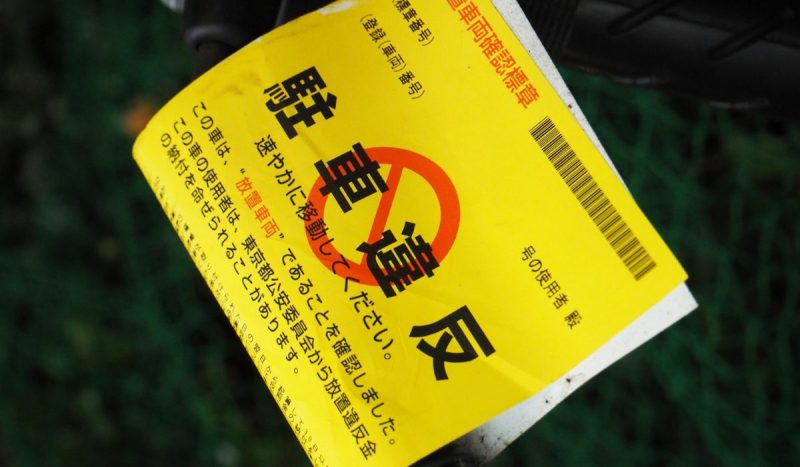 置車両確認標章
標章番号)
(登録(車両)番号)
号の使用者 殿
駐車違反
速やかに移動してください。
この車は、“放置車両”であることを確認しました。
この車の使用者は、東京都公安委員会から放置違反金
の納付を命ぜられることがあります。